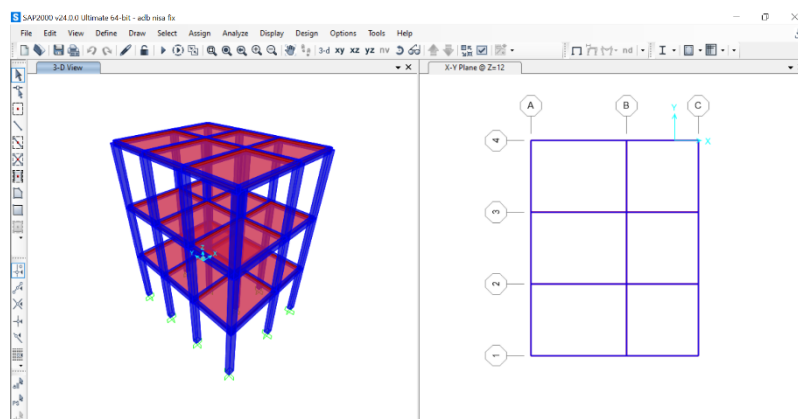 SAP2000 v24.0.0 Ultimate 64-bit - adb nisa fix
File Edit View Define Draw Select Assign Analyze Display Design Options Tools Help
3-d xy xz yz nv nd
3-D View
X-Y Plane @ Z=12
A B C
Y
X
4
3
2
1